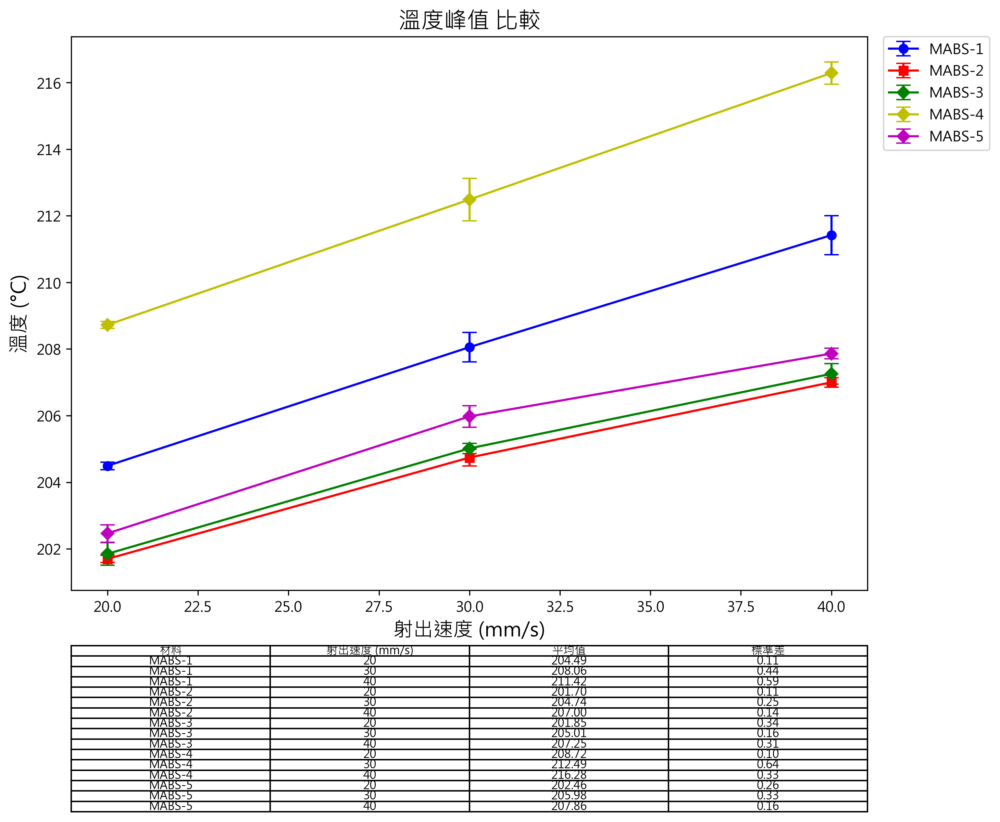 溫度峰值 比較
MABS-1
MABS-2
MABS-3
MABS-4
MABS-5
溫度 (°C)
216
214
212
210
208
206
204
202
20.0 22.5 25.0 27.5 30.0 32.5 35.0 37.5 40.0
射出速度 (mm/s)
材料 射出速度 (mm/s) 平均值 標準差
MABS-1 20 204.49 0.11
MABS-1 30 208.06 0.44
MABS-1 40 211.42 0.59
MABS-2 20 201.70 0.11
MABS-2 30 204.74 0.25
MABS-2 40 207.00 0.14
MABS-3 20 201.85 0.34
MABS-3 30 205.01 0.16
MABS-3 40 207.25 0.31
MABS-4 20 208.72 0.10
MABS-4 30 212.49 0.64
MABS-4 40 216.28 0.33
MABS-5 20 202.46 0.26
MABS-5 30 205.98 0.33
MABS-5 40 207.86 0.16